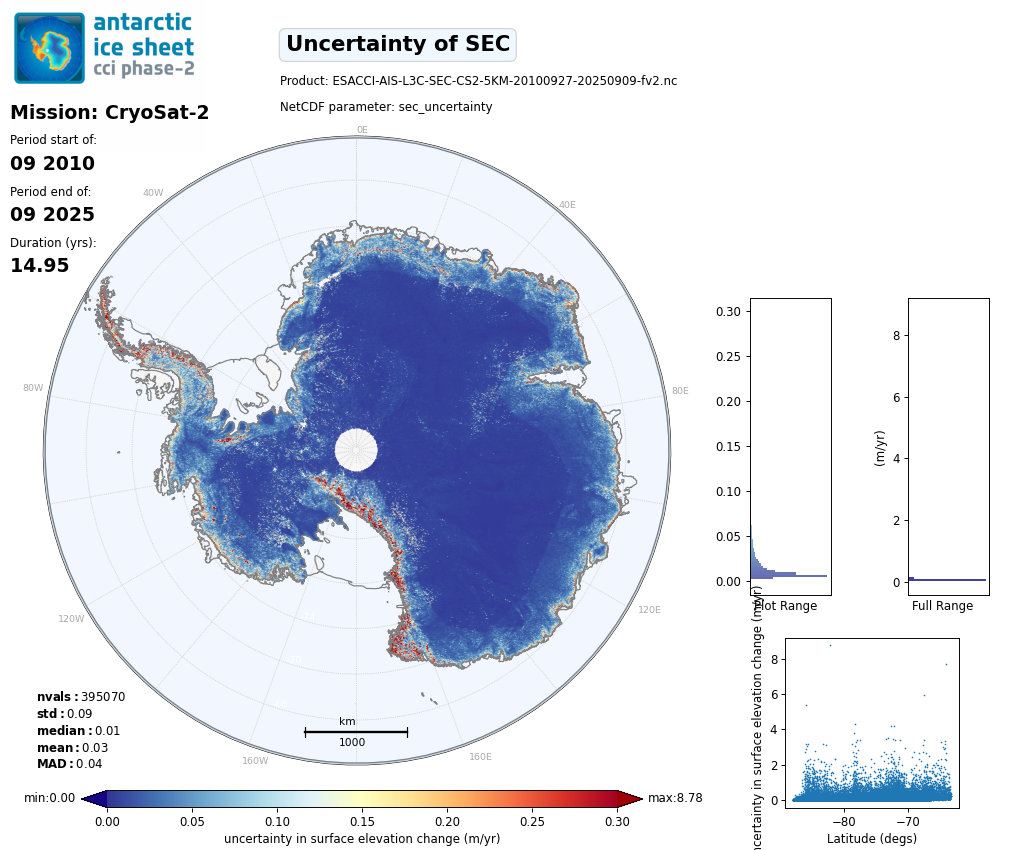 antarctic
ice sheet
cci phase-2
Uncertainty of SEC
Product: ESACCI-AIS-L3C-SEC-CS2-5KM-20100927-20250909-fv2.nc
NetCDF parameter: sec_uncertainty
Mission: CryoSat-2
Period start of:
09 2010
Period end of:
09 2025
Duration (yrs):
14.95
0E
40W
40E
80W
80E
120W
120E
160W
160E
km
1000
nvals: 395070
std: 0.09
median: 0.01
mean: 0.03
MAD: 0.04
min:0.00
max:8.78
0.00 0.05 0.10 0.15 0.20 0.25 0.30
uncertainty in surface elevation change (m/yr)
0.30
0.25
0.20
0.15
0.10
0.05
0.00
Plot Range
(m/yr)
8
6
4
2
0
Full Range
uncertainty in surface elevation change (m/yr)
8
6
4
2
0
−80 −70
Latitude (degs)